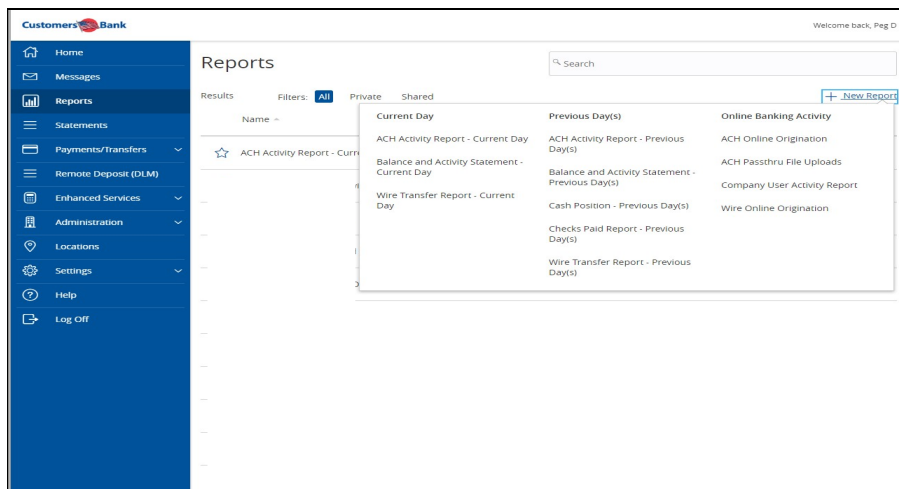 Customers Bank
Welcome back, Peg D
Home
Messages
Reports
Statements
Payments/Transfers
Remote Deposit (DLM)
Enhanced Services
Administration
Locations
Settings
Help
Log Off
Reports
Search
Results
Filters: All Private Shared
+ New Report
Name
ACH Activity Report - Curre
Current Day
ACH Activity Report - Current Day
Balance and Activity Statement -
Current Day
Wire Transfer Report - Current
Day
Previous Day(s)
ACH Activity Report - Previous
Day(s)
Balance and Activity Statement -
Previous Day(s)
Cash Position - Previous Day(s)
Checks Paid Report - Previous
Day(s)
Wire Transfer Report - Previous
Day(s)
Online Banking Activity
ACH Online Origination
ACH Passthru File Uploads
Company User Activity Report
Wire Online Origination